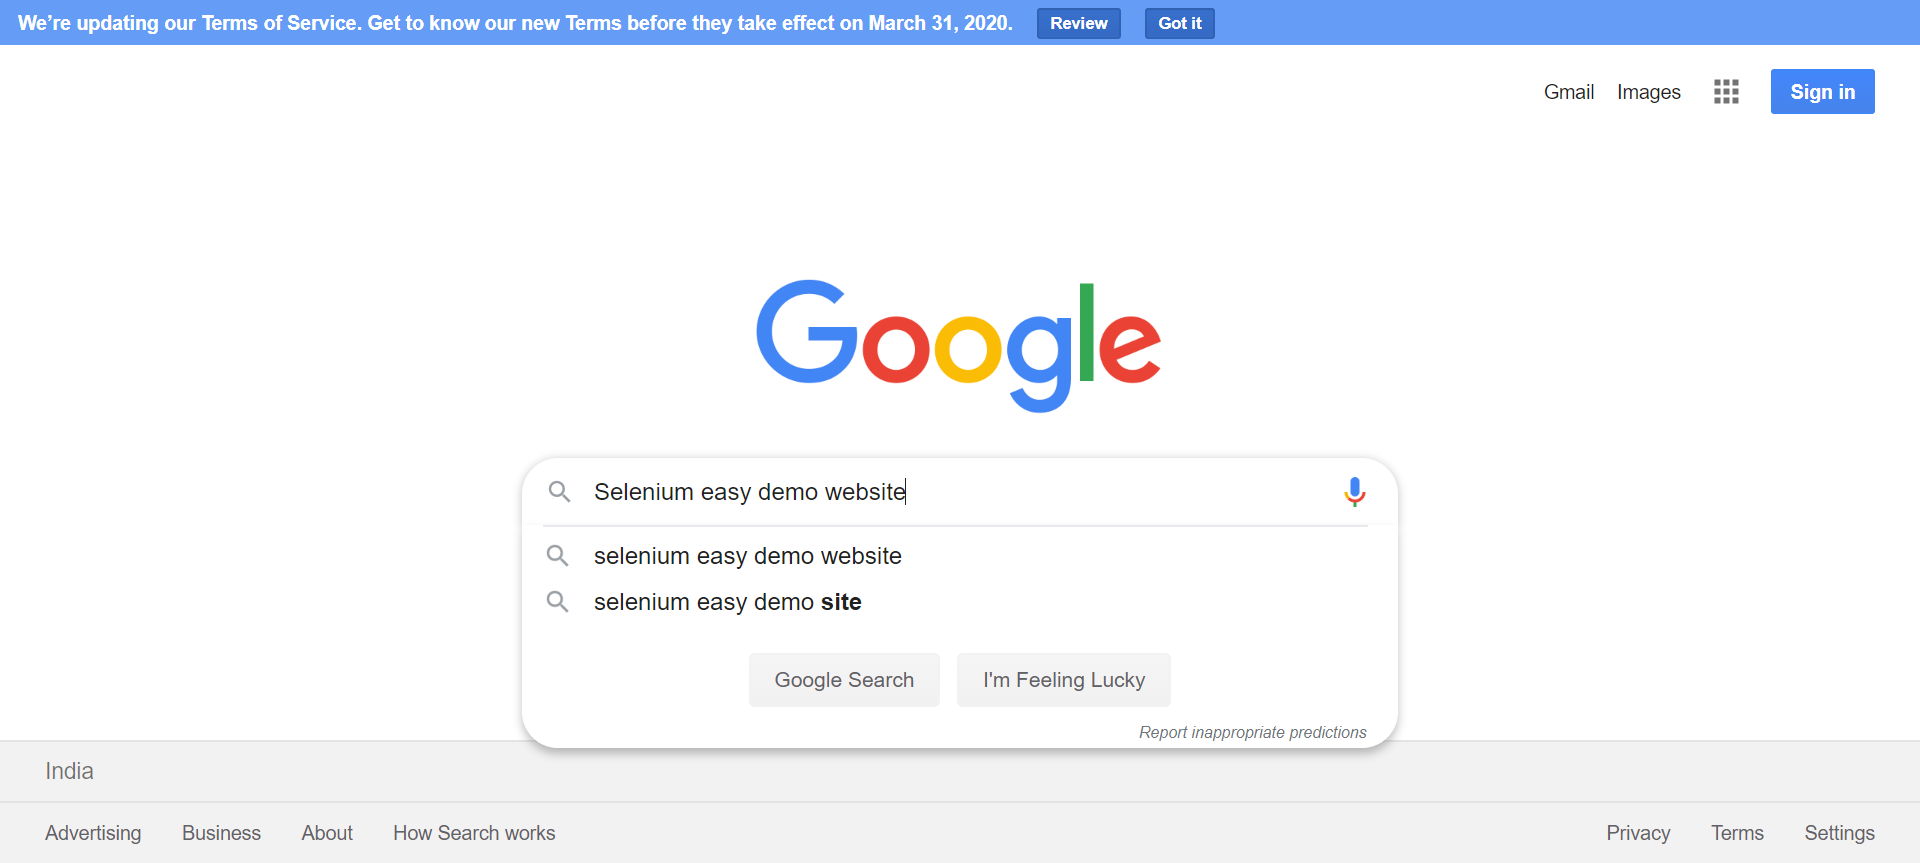 We're updating our Terms of Service. Get to know our new Terms before they take effect on March 31, 2020. Review Got it
Gmail Images Sign in
Google
Selenium easy demo website
selenium easy demo website
selenium easy demo site
Google Search I'm Feeling Lucky
Report inappropriate predictions
India
Advertising Business About How Search works Privacy Terms Settings